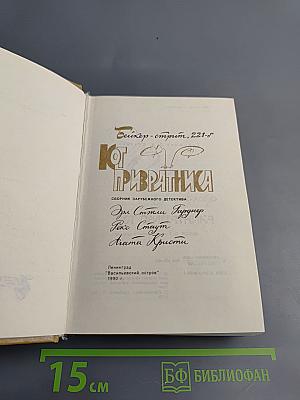 Бейкер-стрит, 221-б
КОТ
ПРИВРАТНИКА
СБОРНИК ЗАРУБЕЖНОГО ДЕТЕКТИВА
Эрл Стэнли Гарднер
Рекс Стаут
Агата Кристи
Ленинград
"Васильевский остров"
1990 г.
15 см
БФ БИБЛИОФАН